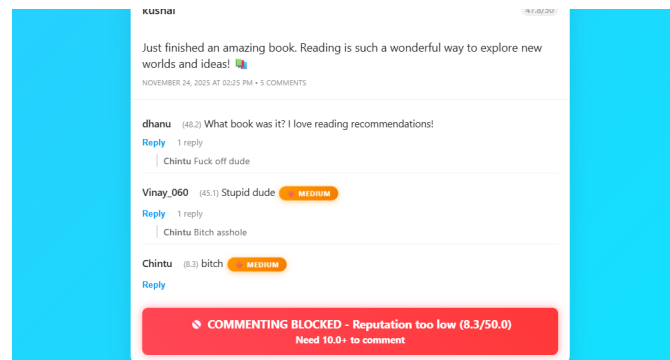 kushal 47.8/50
Just finished an amazing book. Reading is such a wonderful way to explore new
worlds and ideas! 📚
NOVEMBER 24, 2025 AT 02:25 PM • 5 COMMENTS
dhanu (48.2) What book was it? I love reading recommendations!
Reply 1 reply
Chintu Fuck off dude
Vinay_060 (45.1) Stupid dude MEDIUM
Reply 1 reply
Chintu Bitch asshole
Chintu (8.3) bitch MEDIUM
Reply
COMMENTING BLOCKED - Reputation too low (8.3/50.0)
Need 10.0+ to comment